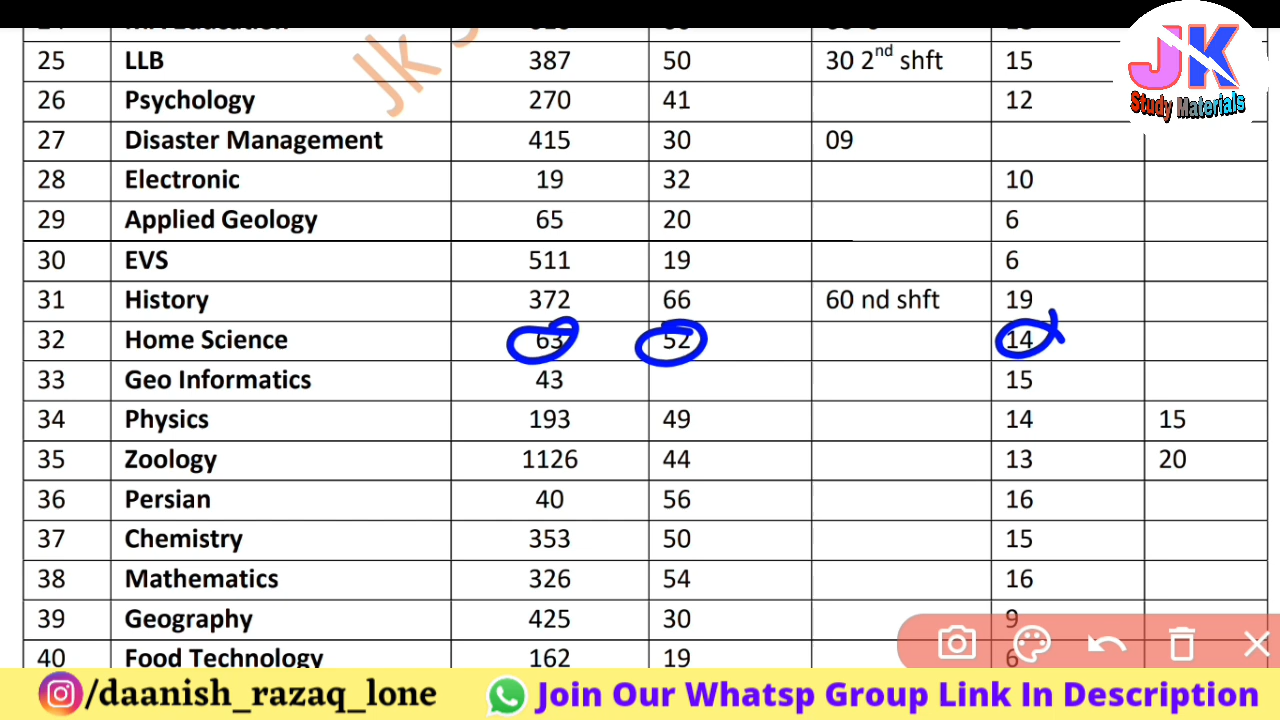 JK
Study Materials
Jk
25 LLB 387 50 30 2nd shft 15
26 Psychology 270 41 12
27 Disaster Management 415 30 09
28 Electronic 19 32 10
29 Applied Geology 65 20 6
30 EVS 511 19 6
31 History 372 66 60 nd shft 19
32 Home Science 63 52 14
33 Geo Informatics 43 15
34 Physics 193 49 14 15
35 Zoology 1126 44 13 20
36 Persian 40 56 16
37 Chemistry 353 50 15
38 Mathematics 326 54 16
39 Geography 425 30 9
40 Food Technology 162 19 6
/daanish_razaq_lone Join Our Whatsp Group Link In Description